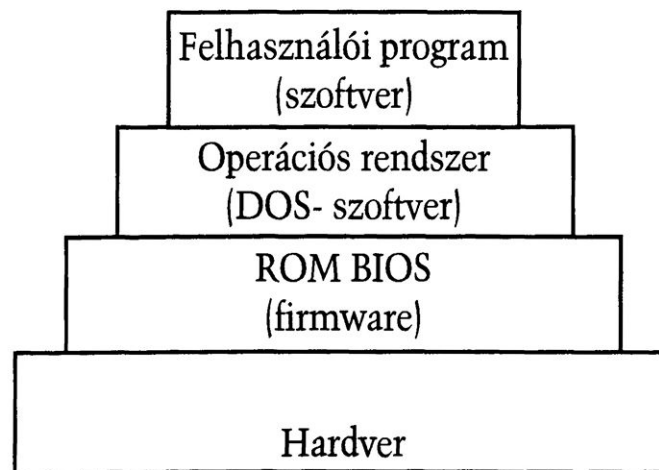 Felhasználói program
(szoftver)
Operációs rendszer
(DOS- szoftver)
ROM BIOS
(firmware)
Hardver